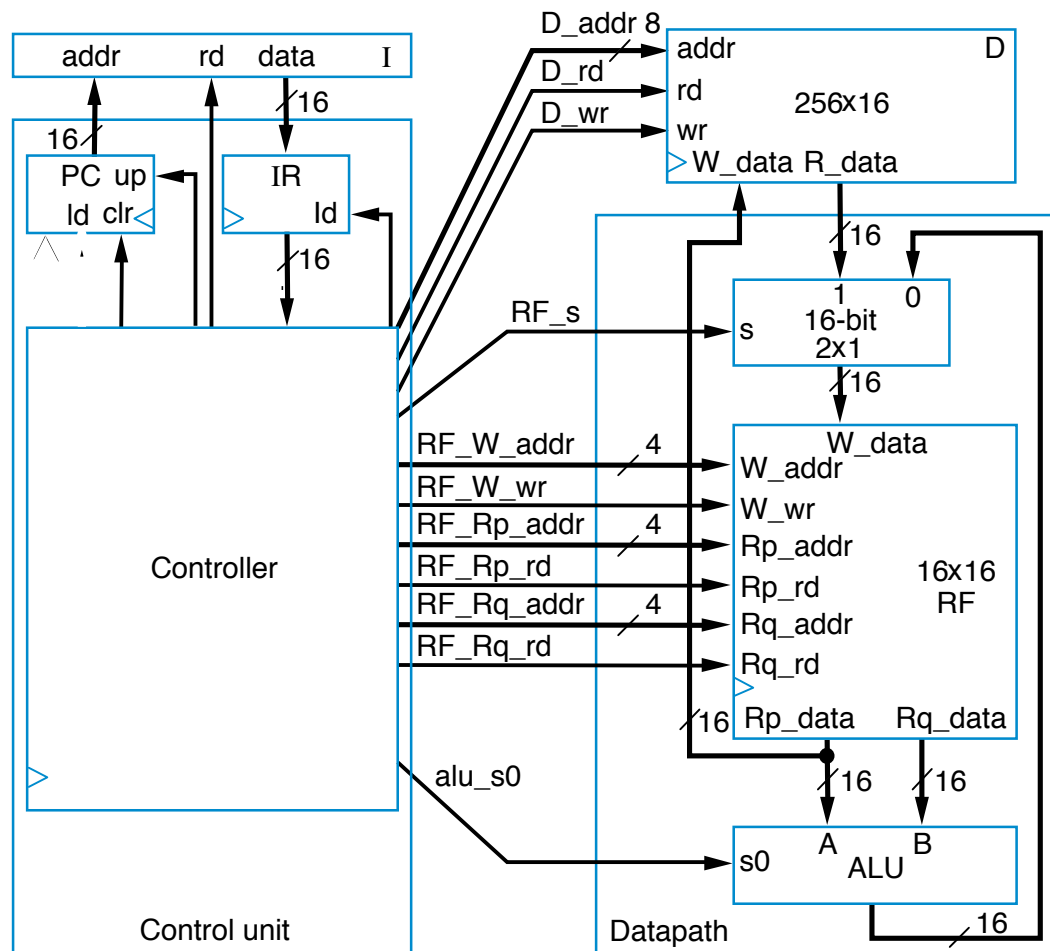 D_addr 8
addr rd data I
addr D
D_rd
16
rd
256x16
D_wr
wr
16
W_data R_data
PC up
IR
ld clr
ld
16
16
1 0
RF_s
s
16-bit
2x1
16
W_data
RF_W_addr 4
W_addr
RF_W_wr
W_wr
RF_Rp_addr 4
Rp_addr
Controller
RF_Rp_rd
Rp_rd
16x16
RF
RF_Rq_addr 4
Rq_addr
RF_Rq_rd
Rq_rd
16
Rp_data Rq_data
alu_s0
16 16
A B
s0
ALU
Control unit
Datapath
16